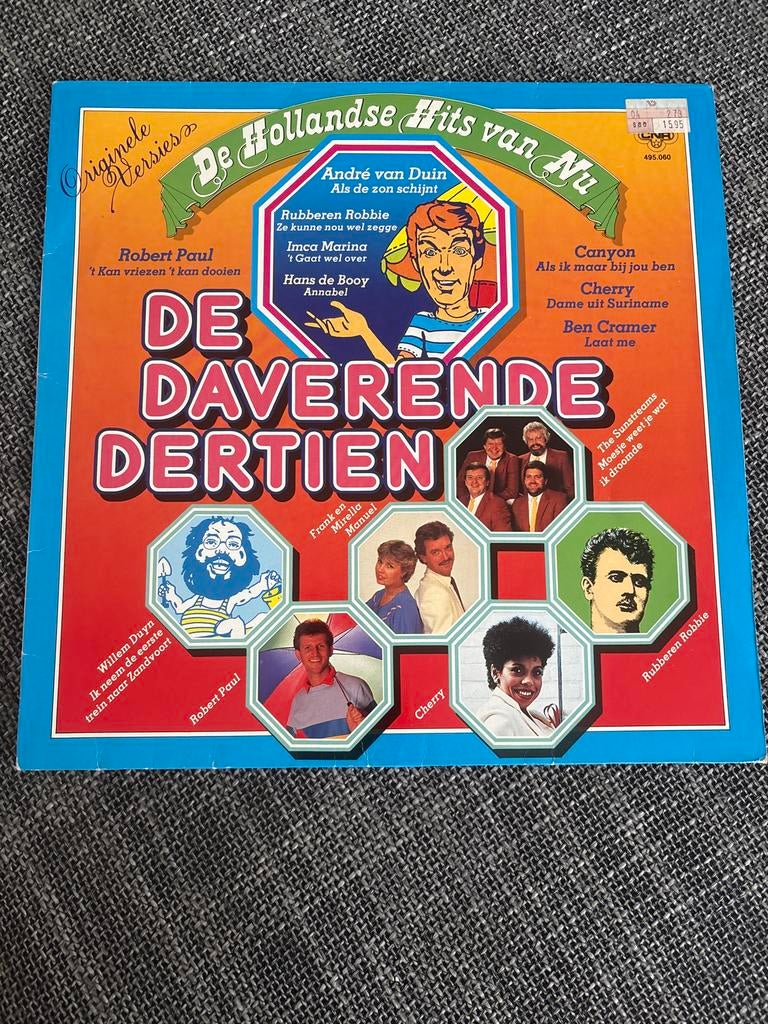 Originele
Versies
De Hollandse Hits van Nu
1595
CNR
495.060
André van Duin
Als de zon schijnt
Rubberen Robbie
Ze kunne nou wel zegge
Imca Marina
't Gaat wel over
Hans de Booy
Annabel
Robert Paul
't Kan vriezen 't kan dooien
Canyon
Als ik maar bij jou ben
Cherry
Dame uit Suriname
Ben Cramer
Laat me
DE
DAVERENDE
DERTIEN
The Sunstreams
Moesje weet je wat
ik droomde
Frank en
Mirella
Manuel
Willem Duyn
Ik neem de eerste
trein naar Zandvoort
Robert Paul
Cherry
Rubberen Robbie